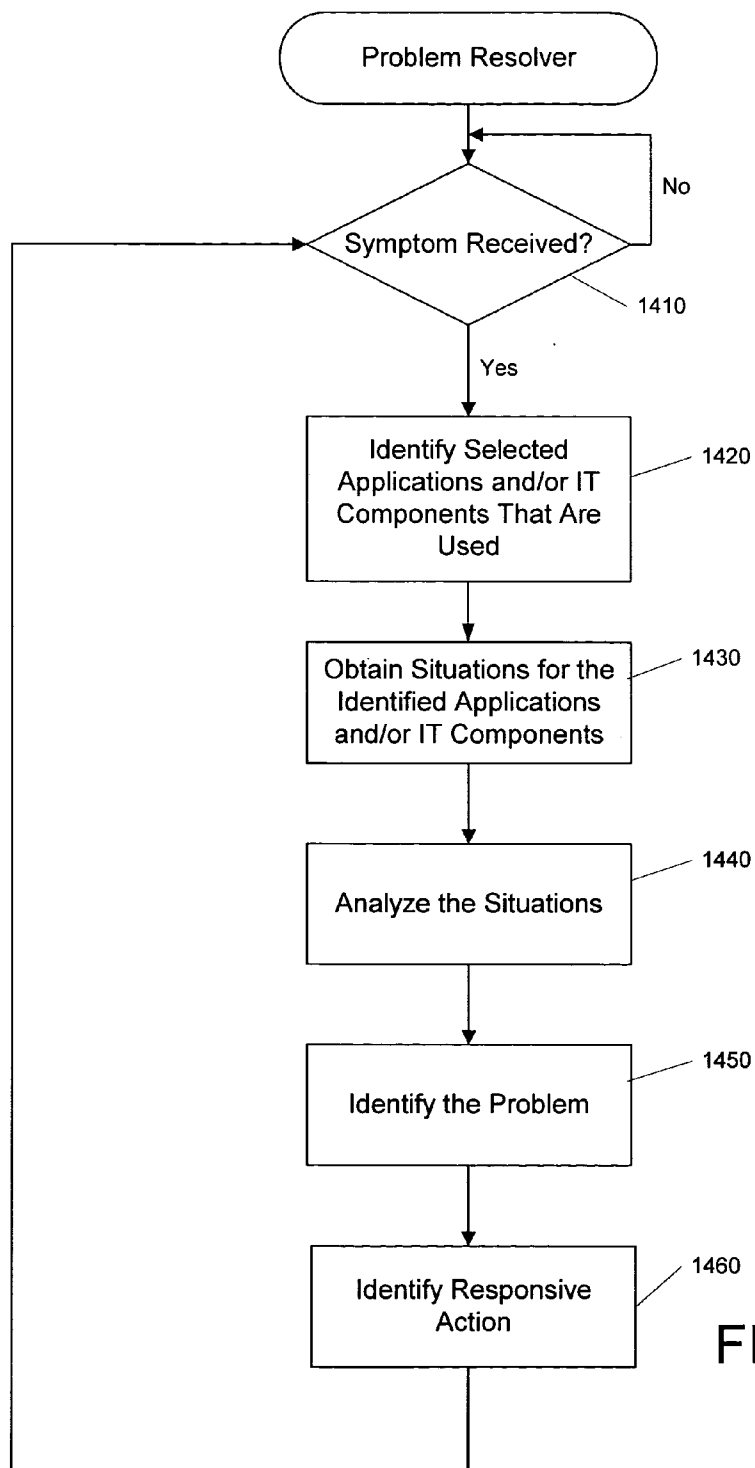 Problem Resolver
No
Symptom Received?
1410
Yes
Identify Selected
Applications and/or IT
Components That Are
Used
1420
Obtain Situations for the
Identified Applications
and/or IT Components
1430
Analyze the Situations
1440
Identify the Problem
1450
Identify Responsive
Action
1460